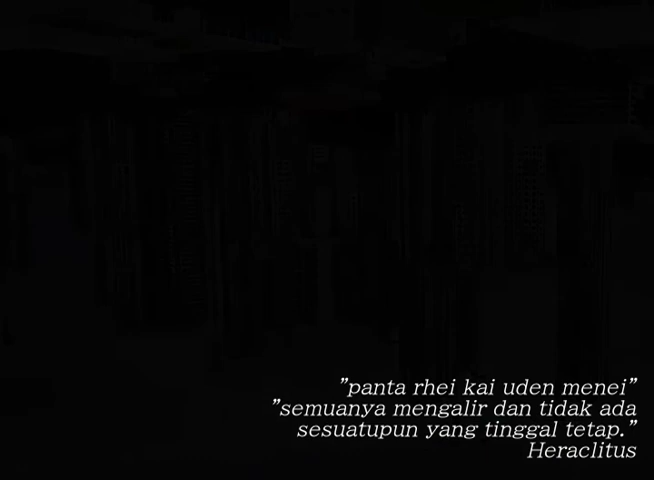 ”panta rhei kai uden menei”
”semuanya mengalir dan tidak ada
sesuatupun yang tinggal tetap.”
Heraclitus